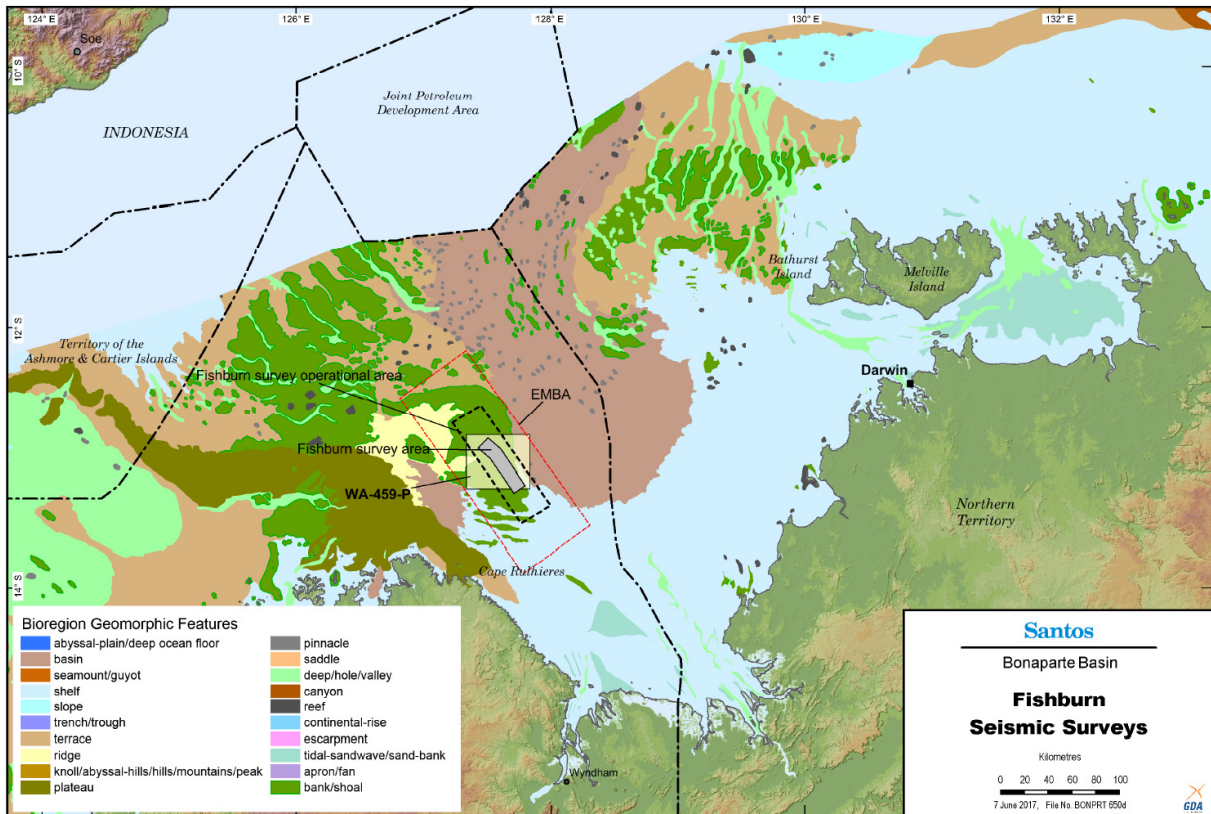 124° E
126° E
128° E
130° E
132° E
Soe
10° S
10° S
Joint Petroleum
Development Area
INDONESIA
Bathurst
Island
Melville
Island
12° S
12° S
Territory of the
Ashmore & Cartier Islands
Fishburn survey operational area
EMBA
Darwin
Fishburn survey area
WA-459-P
Northern
Territory
Cape Rulhieres
14° S
14° S
Bioregion Geomorphic Features
abyssal-plain/deep ocean floor
basin
seamount/guyot
shelf
slope
trench/trough
terrace
ridge
knoll/abyssal-hills/hills/mountains/peak
plateau
pinnacle
saddle
deep/hole/valley
canyon
reef
continental-rise
escarpment
tidal-sandwave/sand-bank
apron/fan
bank/shoal
Wyndham
Santos
Bonaparte Basin
Fishburn
Seismic Surveys
Kilometres
0 20 40 60 80 100
7 June 2017, File No. BONPRT 650d
GDA